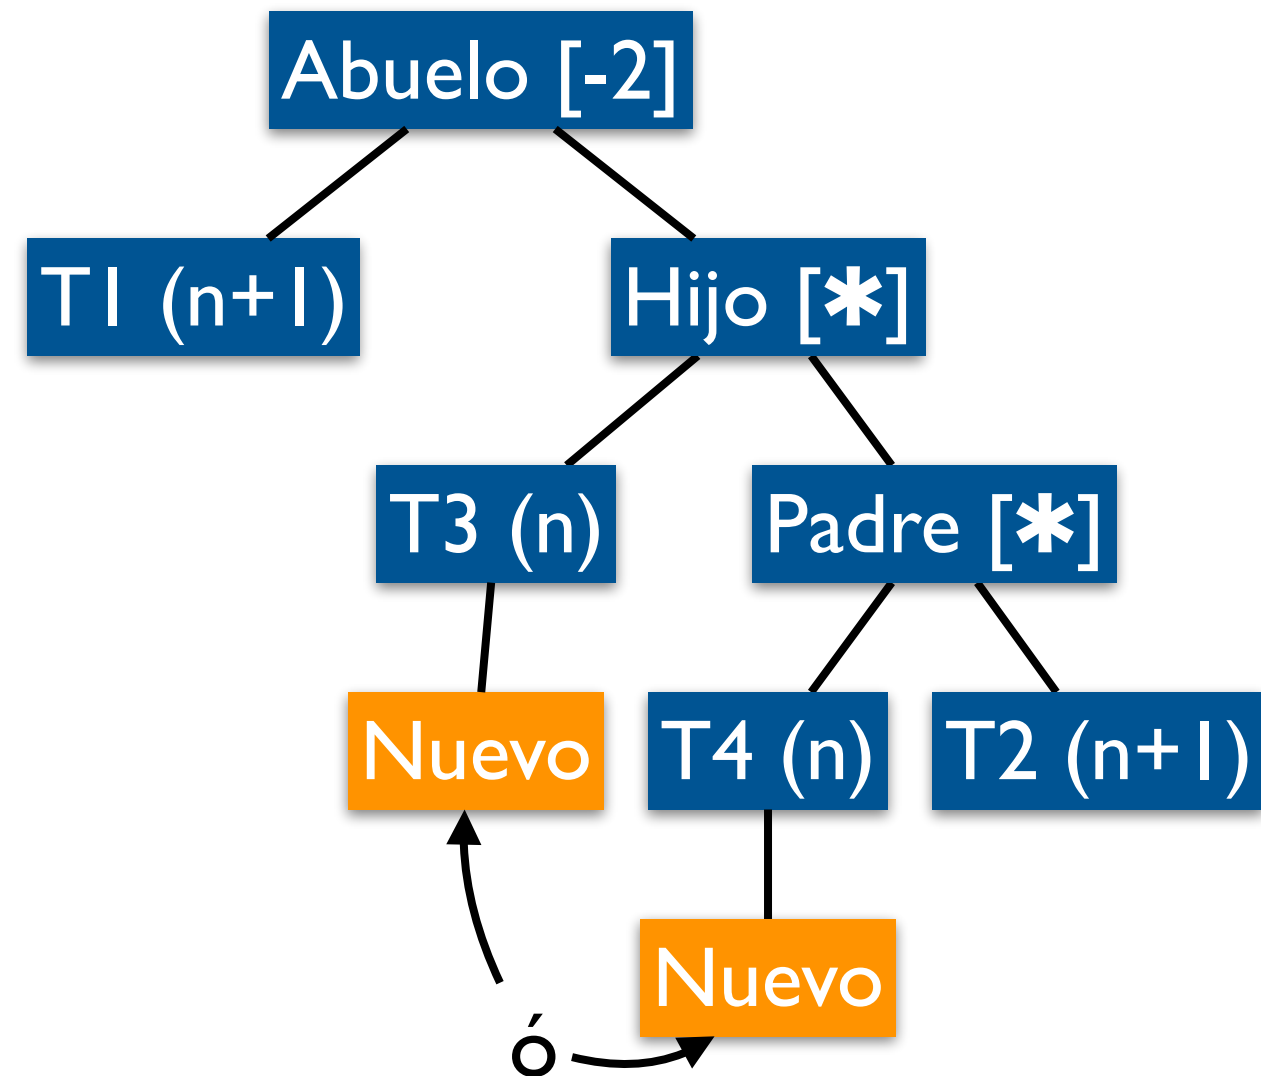 Abuelo [-2]
T1 (n+1)
Hijo [*]
T3 (n)
Padre [*]
Nuevo
T4 (n)
T2 (n+1)
Nuevo
ó